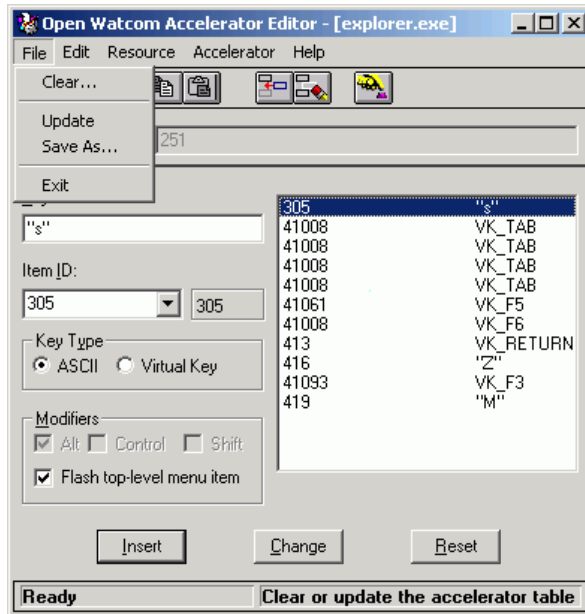 Open Watcom Accelerator Editor - [explorer.exe]
File Edit Resource Accelerator Help
Clear...
Update
Save As...
Exit
251
"s"
Item ID:
305 305
Key Type
ASCII Virtual Key
Modifiers
Alt Control Shift
Flash top-level menu item
305 "s"
41008 VK_TAB
41008 VK_TAB
41008 VK_TAB
41008 VK_TAB
41061 VK_F5
41008 VK_F6
413 VK_RETURN
416 "Z"
41093 VK_F3
419 "M"
Insert Change Reset
Ready Clear or update the accelerator table